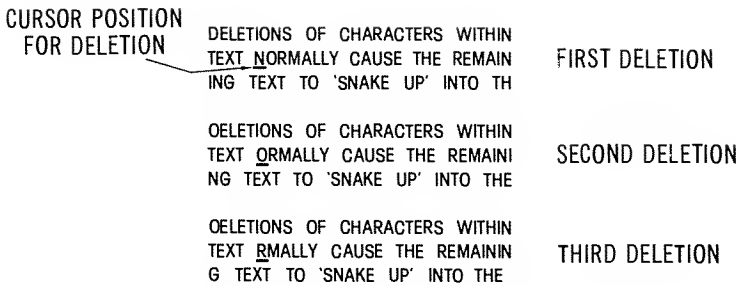 CURSOR POSITION
FOR DELETION
DELETIONS OF CHARACTERS WITHIN
TEXT NORMALLY CAUSE THE REMAIN
ING TEXT TO 'SNAKE UP' INTO TH
FIRST DELETION
OELETIONS OF CHARACTERS WITHIN
TEXT ORMALLY CAUSE THE REMAINI
NG TEXT TO 'SNAKE UP' INTO THE
SECOND DELETION
OELETIONS OF CHARACTERS WITHIN
TEXT RMALLY CAUSE THE REMAININ
G TEXT TO 'SNAKE UP' INTO THE
THIRD DELETION